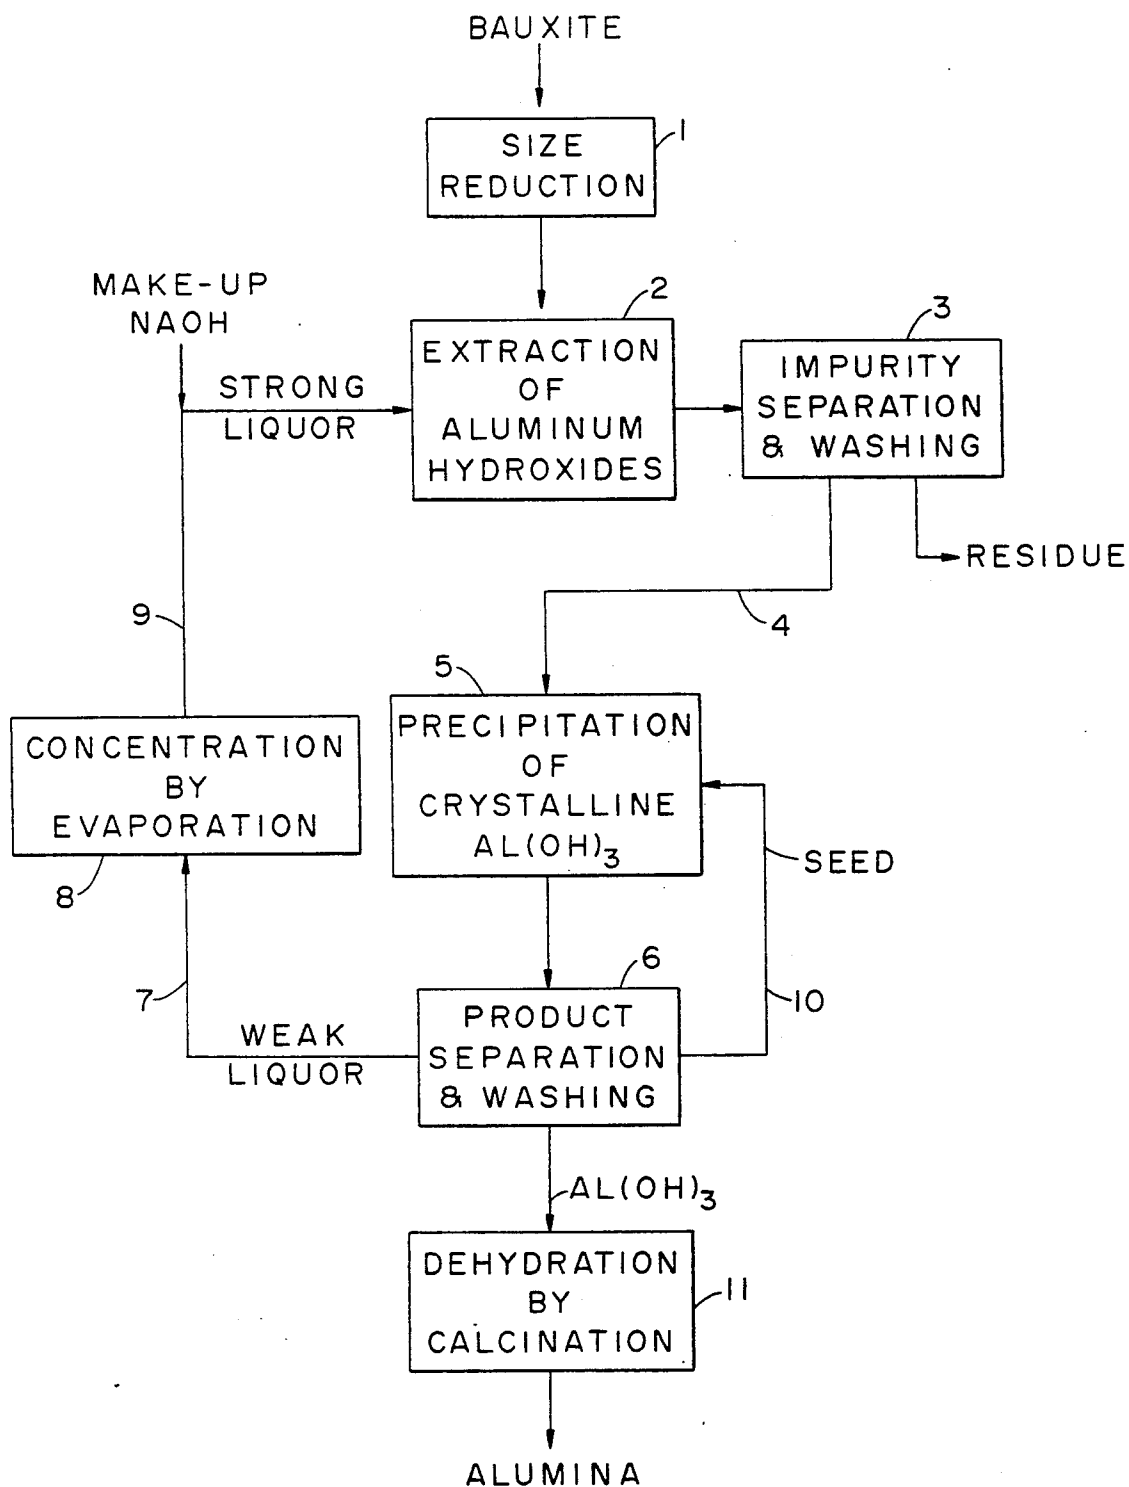 BAUXITE
1
SIZE
REDUCTION
MAKE-UP
NAOH
2
3
STRONG
LIQUOR
EXTRACTION
OF
ALUMINUM
HYDROXIDES
IMPURITY
SEPARATION
& WASHING
RESIDUE
4
9
5
PRECIPITATION
OF
CRYSTALLINE
AL(OH)3
CONCENTRATION
BY
EVAPORATION
8
SEED
6
7
10
WEAK
LIQUOR
PRODUCT
SEPARATION
& WASHING
AL(OH)3
DEHYDRATION
BY
CALCINATION
11
ALUMINA